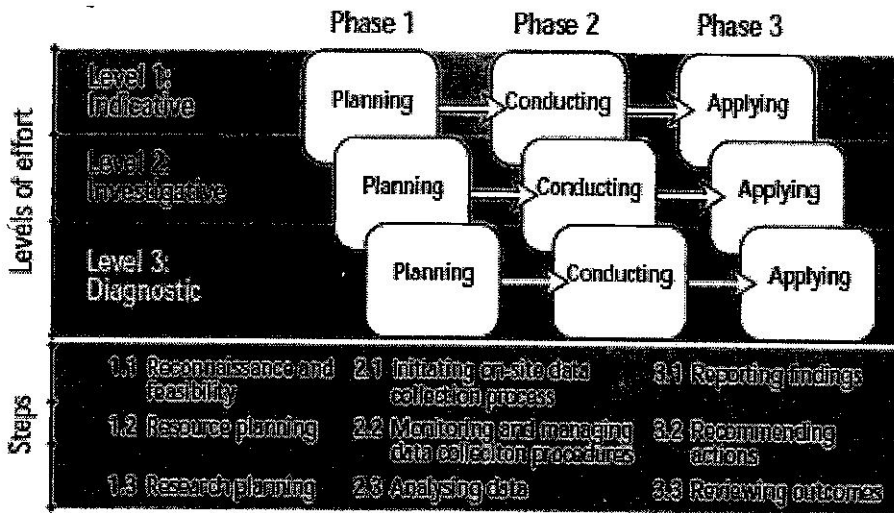 Phase 1 Phase 2 Phase 3
Levels of effort
Level 1:
Indicative
Planning Conducting Applying
Level 2:
Investigative
Planning Conducting Applying
Level 3:
Diagnostic
Planning Conducting Applying
Steps
1.1 Reconnaissance and
feasibility
2.1 Initiating on-site data
collection process
3.1 Reporting findings
1.2 Resource planning
2.2 Monitoring and managing
data colleciton procedures
3.2 Recommending
actions
1.3 Research planning
2.3 Analysing data
3.3 Reviewing outcomes